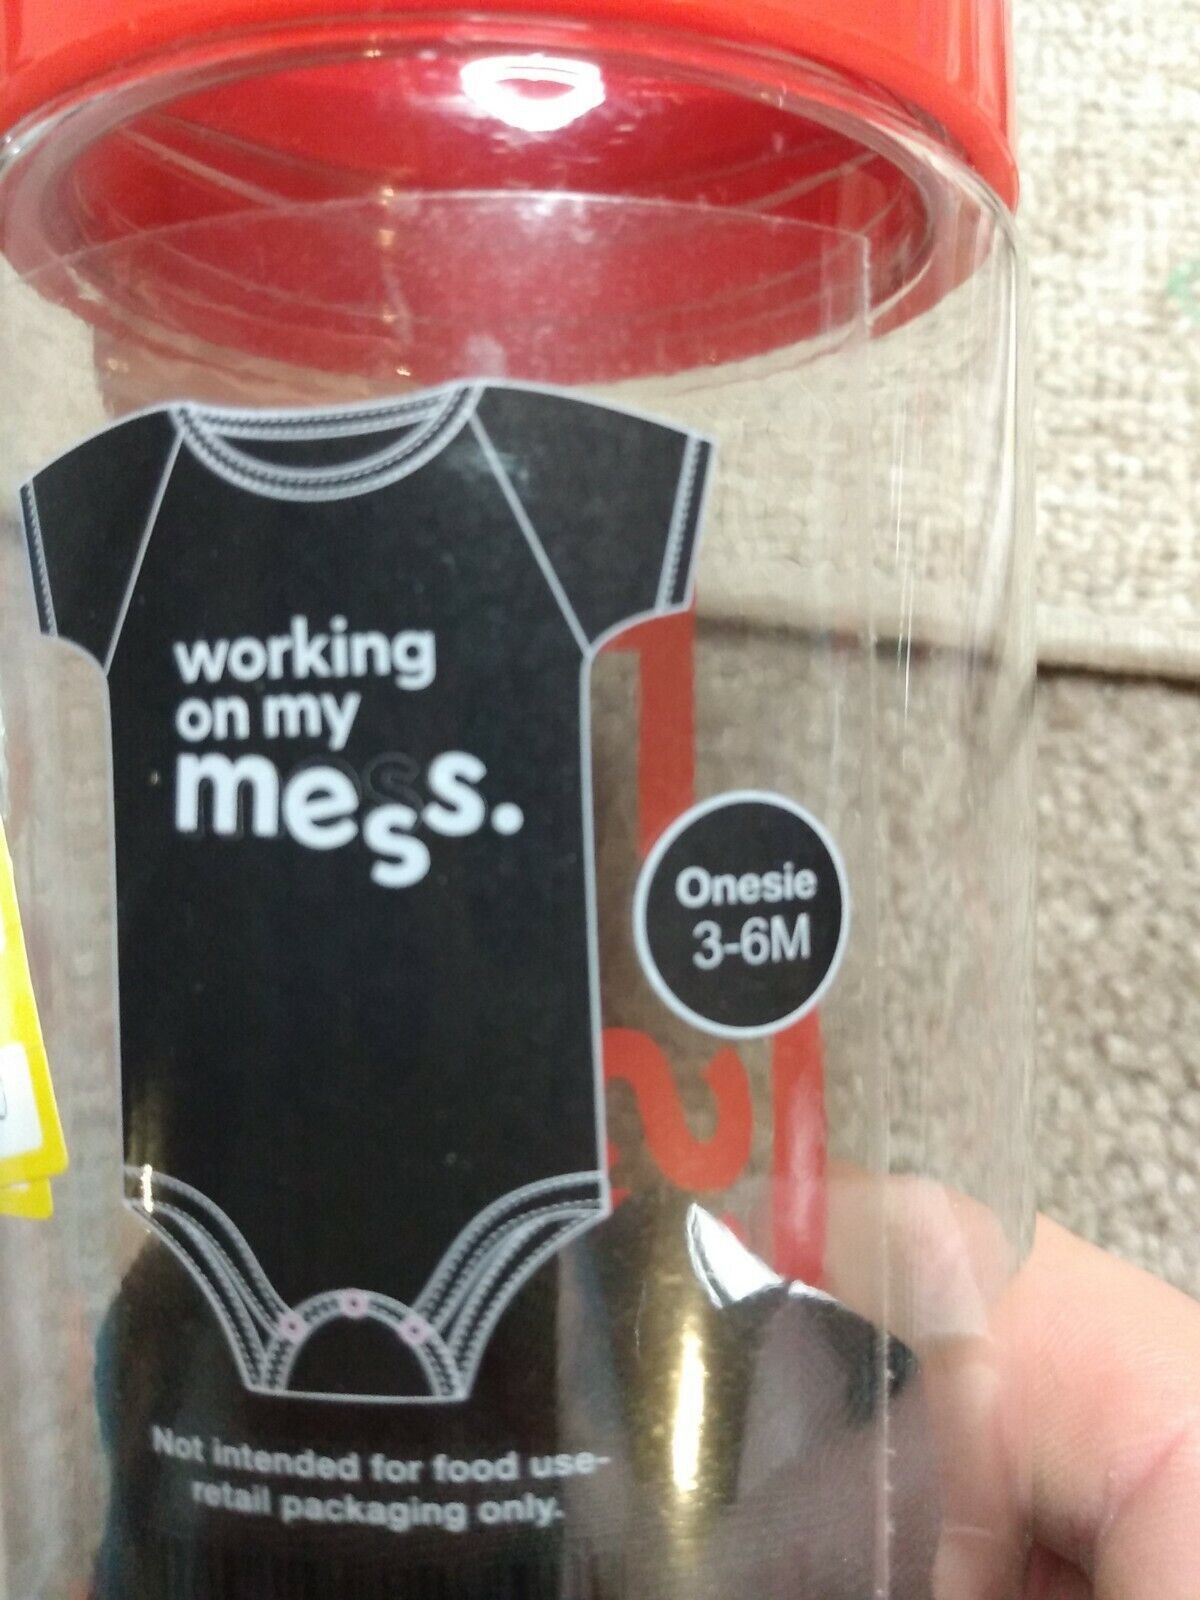 working
on my
mess.
Onesie
3-6M
Not intended for food use-
retail packaging only.